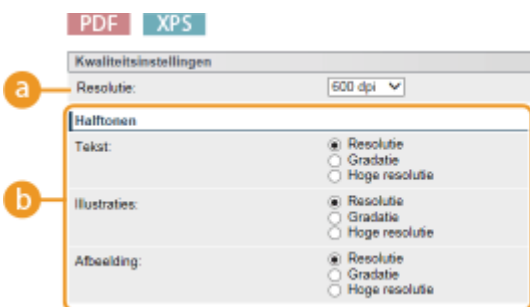 PDF XPS
Kwaliteitsinstellingen
a
Resolutie: 600 dpi
Halftonen
Tekst: Resolutie
Gradatie
Hoge resolutie
b
Illustraties: Resolutie
Gradatie
Hoge resolutie
Afbeelding: Resolutie
Gradatie
Hoge resolutie